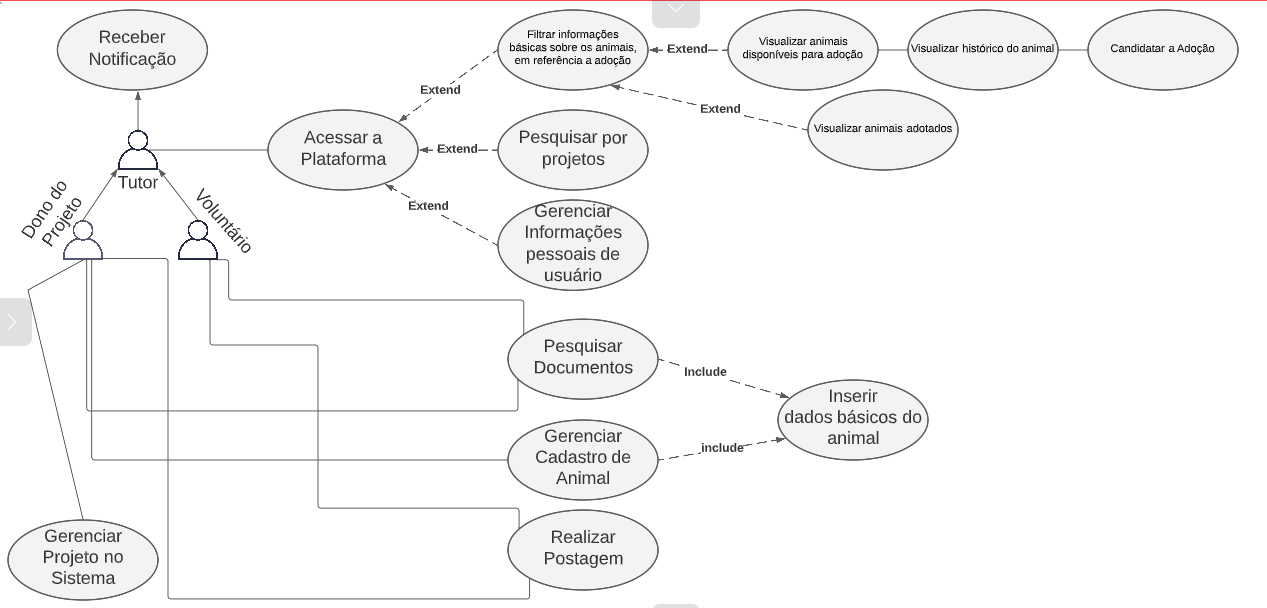 Receber
Notificação
Filtrar informações
básicas sobre os animais,
em referência a adoção
Extend
Visualizar animais
disponíveis para adoção
Visualizar histórico do animal
Candidatar a Adoção
Extend
Extend
Visualizar animais adotados
Acessar a
Plataforma
Extend
Pesquisar por
projetos
Tutor
Dono do
Projeto
Voluntário
Extend
Gerenciar
Informações
pessoais de
usuário
Pesquisar
Documentos
Include
Inserir
dados básicos do
animal
Gerenciar
Cadastro de
Animal
include
Realizar
Postagem
Gerenciar
Projeto no
Sistema